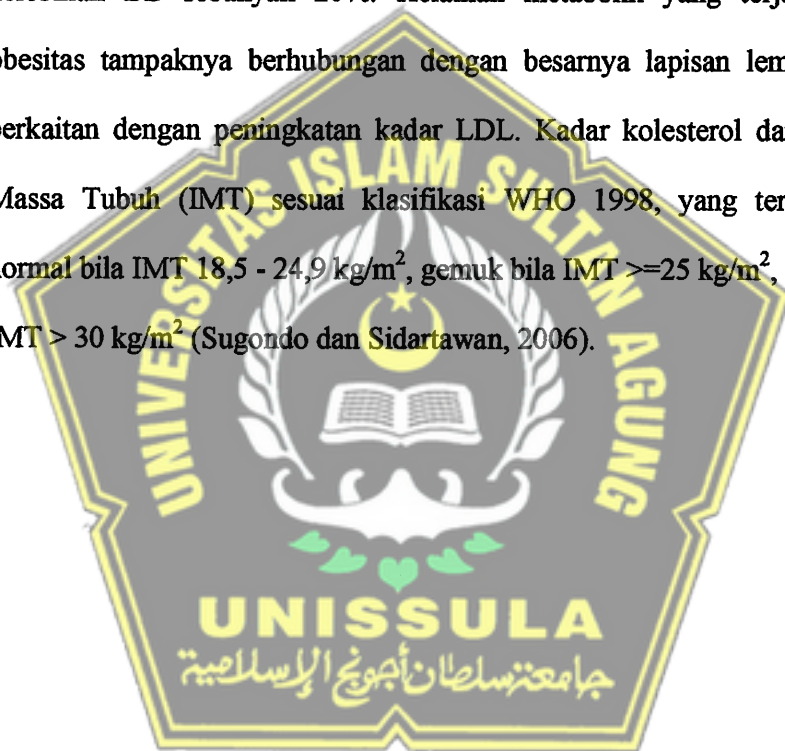 obesitas tampaknya berhubungan dengan besarnya lapisan lem
berkaitan dengan peningkatan kadar LDL. Kadar kolesterol da
Massa Tubuh (IMT) sesuai klasifikasi WHO 1998, yang ter
normal bila IMT 18,5 - 24,9 kg/m², gemuk bila IMT >=25 kg/m²,
IMT > 30 kg/m² (Sugondo dan Sidartawan, 2006).
UNIVERSITAS ISLAM SULTAN AGUNG
UNISSULA
جامعة سلطان أجونج الإسلامية